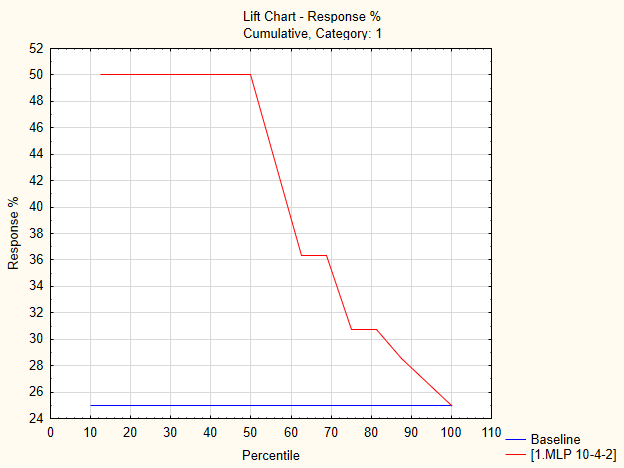 Lift Chart - Response %
Cumulative, Category: 1
52
50
48
46
44
42
40
38
36
34
32
30
28
26
24
Response %
0 10 20 30 40 50 60 70 80 90 100 110
Percentile
Baseline
[1.MLP 10-4-2]